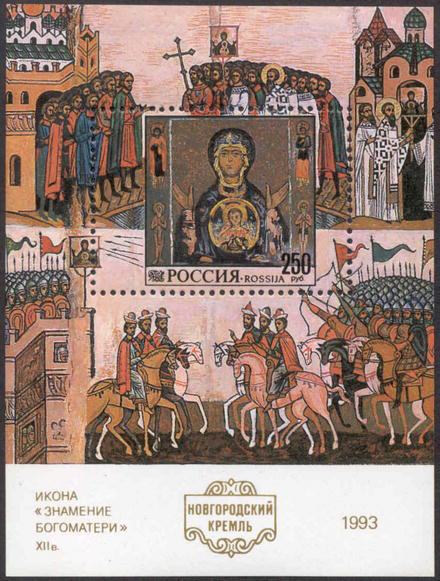 250
РОССИЯ·ROSSIJA РУБ.
ИКОНА
«ЗНАМЕНИЕ
БОГОМАТЕРИ»
XII в.
НОВГОРОДСКИЙ
КРЕМЛЬ
1993